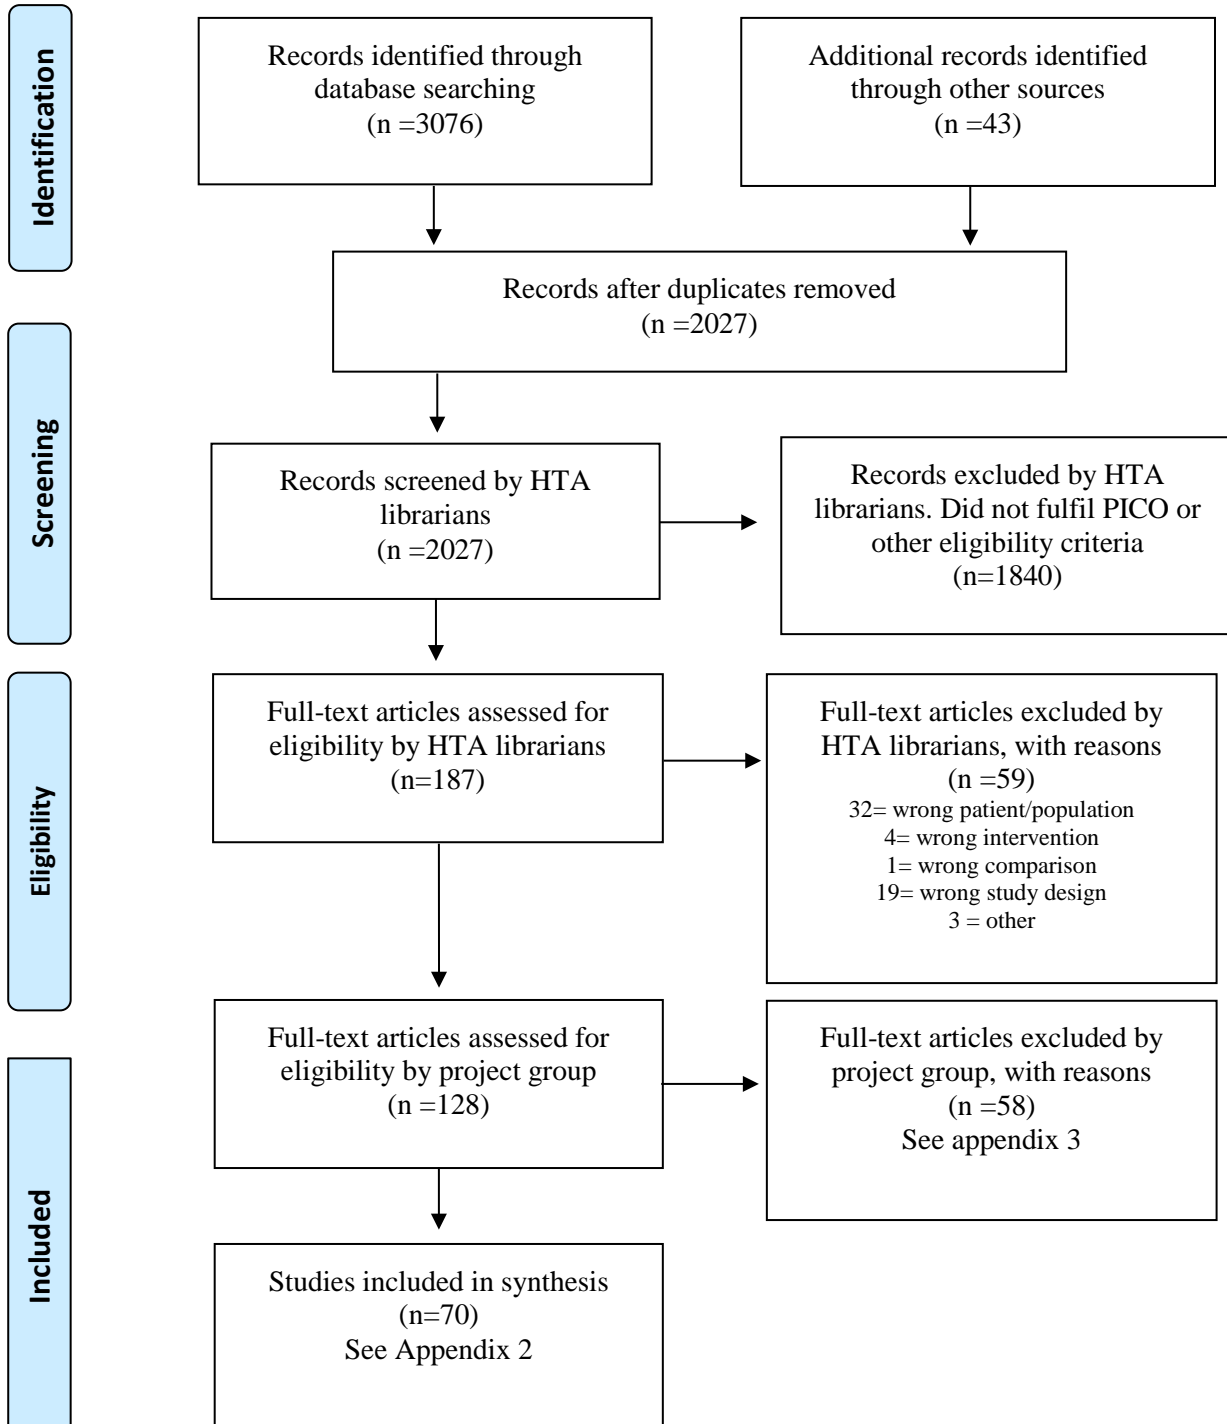 Identification
Records identified through
database searching
(n =3076)
Additional records identified
through other sources
(n =43)
Records after duplicates removed
(n =2027)
Screening
Records screened by HTA
librarians
(n =2027)
Records excluded by HTA
librarians. Did not fulfil PICO or
other eligibility criteria
(n=1840)
Eligibility
Full-text articles assessed for
eligibility by HTA librarians
(n=187)
Full-text articles excluded by
HTA librarians, with reasons
(n =59)
32= wrong patient/population
4= wrong intervention
1= wrong comparison
19= wrong study design
3 = other
Full-text articles assessed for
eligibility by project group
(n =128)
Full-text articles excluded by
project group, with reasons
(n =58)
See appendix 3
Included
Studies included in synthesis
(n=70)
See Appendix 2